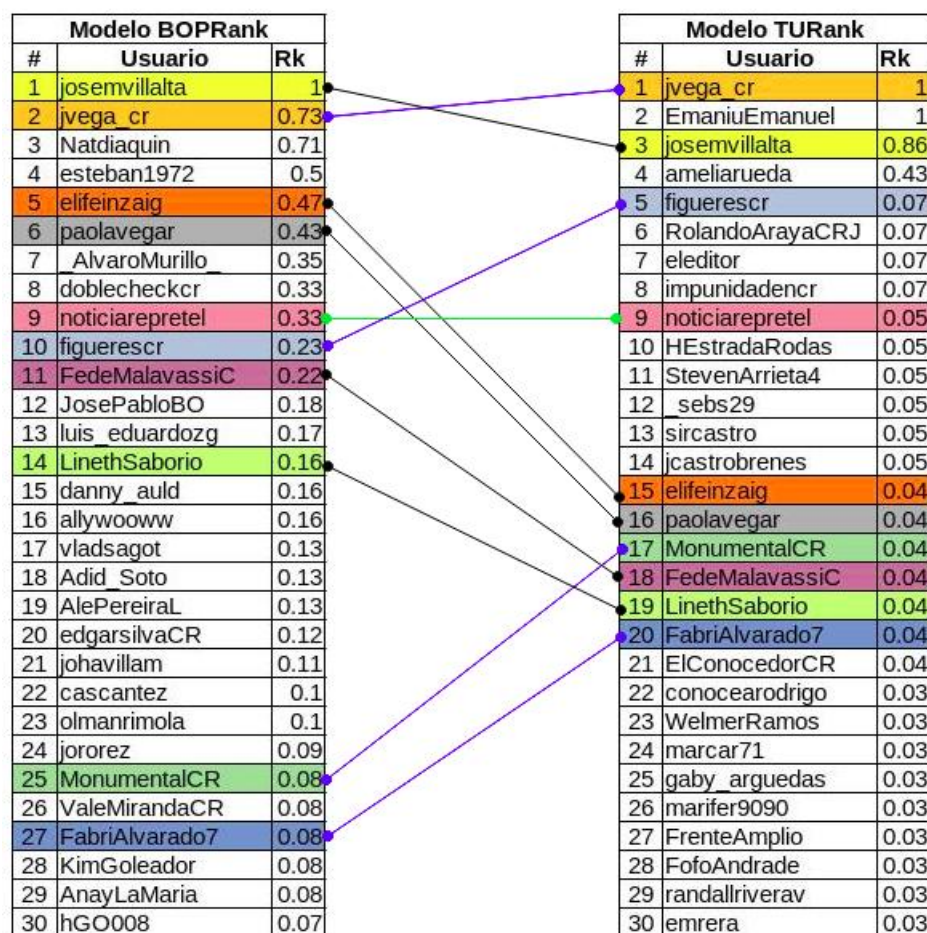 Modelo BOPRank
# Usuario Rk
1 josemvillalta 1
2 jvega_cr 0.73
3 Natdiaquin 0.71
4 esteban1972 0.5
5 elifeinzaig 0.47
6 paolavegar 0.43
7 _AlvaroMurillo_ 0.35
8 doblecheckcr 0.33
9 noticiarepretel 0.33
10 figuerescr 0.23
11 FedeMalavassiC 0.22
12 JosePabloBO 0.18
13 luis_eduardozg 0.17
14 LinethSaborio 0.16
15 danny_auld 0.16
16 allywooww 0.16
17 vladsagot 0.13
18 Adid_Soto 0.13
19 AlePereiraL 0.13
20 edgarsilvaCR 0.12
21 johavillam 0.11
22 cascantez 0.1
23 olmanrimola 0.1
24 jororez 0.09
25 MonumentalCR 0.08
26 ValeMirandaCR 0.08
27 FabriAlvarado7 0.08
28 KimGoleador 0.08
29 AnayLaMaria 0.08
30 hGO008 0.07
Modelo TURank
# Usuario Rk
1 jvega_cr 1
2 EmaniuEmanuel 1
3 josemvillalta 0.86
4 ameliarueda 0.43
5 figuerescr 0.07
6 RolandoArayaCRJ 0.07
7 eleditor 0.07
8 impunidadencr 0.07
9 noticiarepretel 0.05
10 HEstradaRodas 0.05
11 StevenArrieta4 0.05
12 _sebs29 0.05
13 sircastro 0.05
14 jcastrobrenes 0.05
15 elifeinzaig 0.04
16 paolavegar 0.04
17 MonumentalCR 0.04
18 FedeMalavassiC 0.04
19 LinethSaborio 0.04
20 FabriAlvarado7 0.04
21 ElConocedorCR 0.04
22 conocearodrigo 0.03
23 WelmerRamos 0.03
24 marcar71 0.03
25 gaby_arguedas 0.03
26 marifer9090 0.03
27 FrenteAmplio 0.03
28 FofoAndrade 0.03
29 randallriverav 0.03
30 emrera 0.03